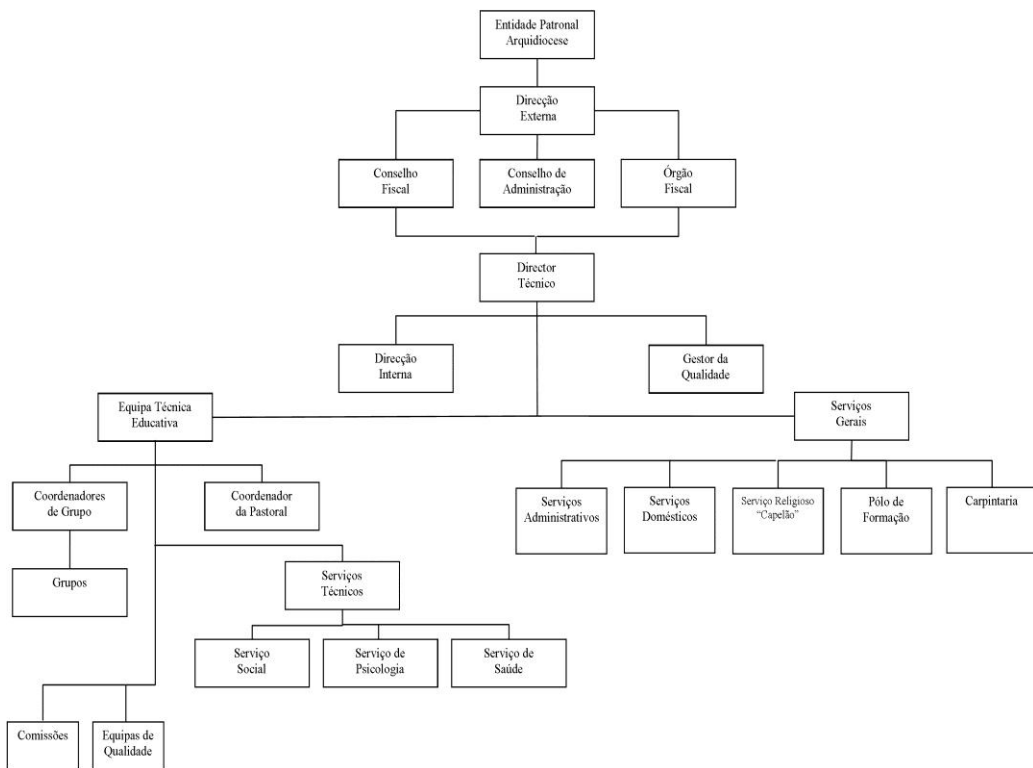 Entidade Patronal
Arquidiocese
Direcção
Externa
Conselho
Fiscal
Conselho de
Administração
Órgão
Fiscal
Director
Técnico
Direcção
Interna
Gestor da
Qualidade
Equipa Técnica
Educativa
Serviços
Gerais
Coordenadores
de Grupo
Coordenador
da Pastoral
Serviços
Administrativos
Serviços
Domésticos
Serviço Religioso
“Capelão”
Pólo de
Formação
Carpintaria
Grupos
Serviços
Técnicos
Serviço
Social
Serviço de
Psicologia
Serviço de
Saúde
Comissões
Equipas de
Qualidade